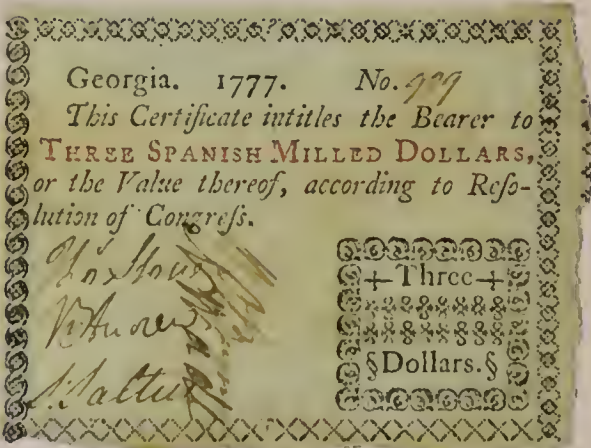 Georgia. 1777. No.
This Certificate intitles the Bearer to
THREE SPANISH MILLED DOLLARS,
or the Value thereof, according to Reſo-
lution of Congreſs.
+Three+
§Dollars.§